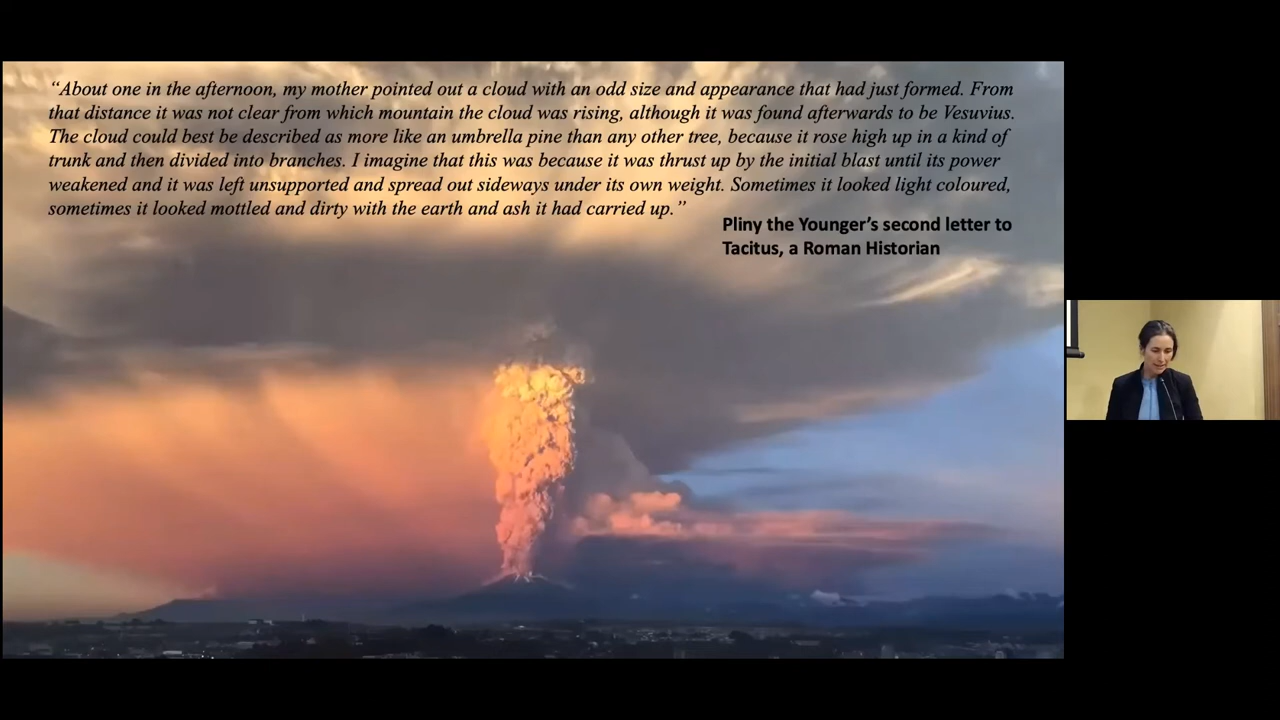 “About one in the afternoon, my mother pointed out a cloud with an odd size and appearance that had just formed. From
that distance it was not clear from which mountain the cloud was rising, although it was found afterwards to be Vesuvius.
The cloud could best be described as more like an umbrella pine than any other tree, because it rose high up in a kind of
trunk and then divided into branches. I imagine that this was because it was thrust up by the initial blast until its power
weakened and it was left unsupported and spread out sideways under its own weight. Sometimes it looked light coloured,
sometimes it looked mottled and dirty with the earth and ash it had carried up.”
Pliny the Younger’s second letter to
Tacitus, a Roman Historian